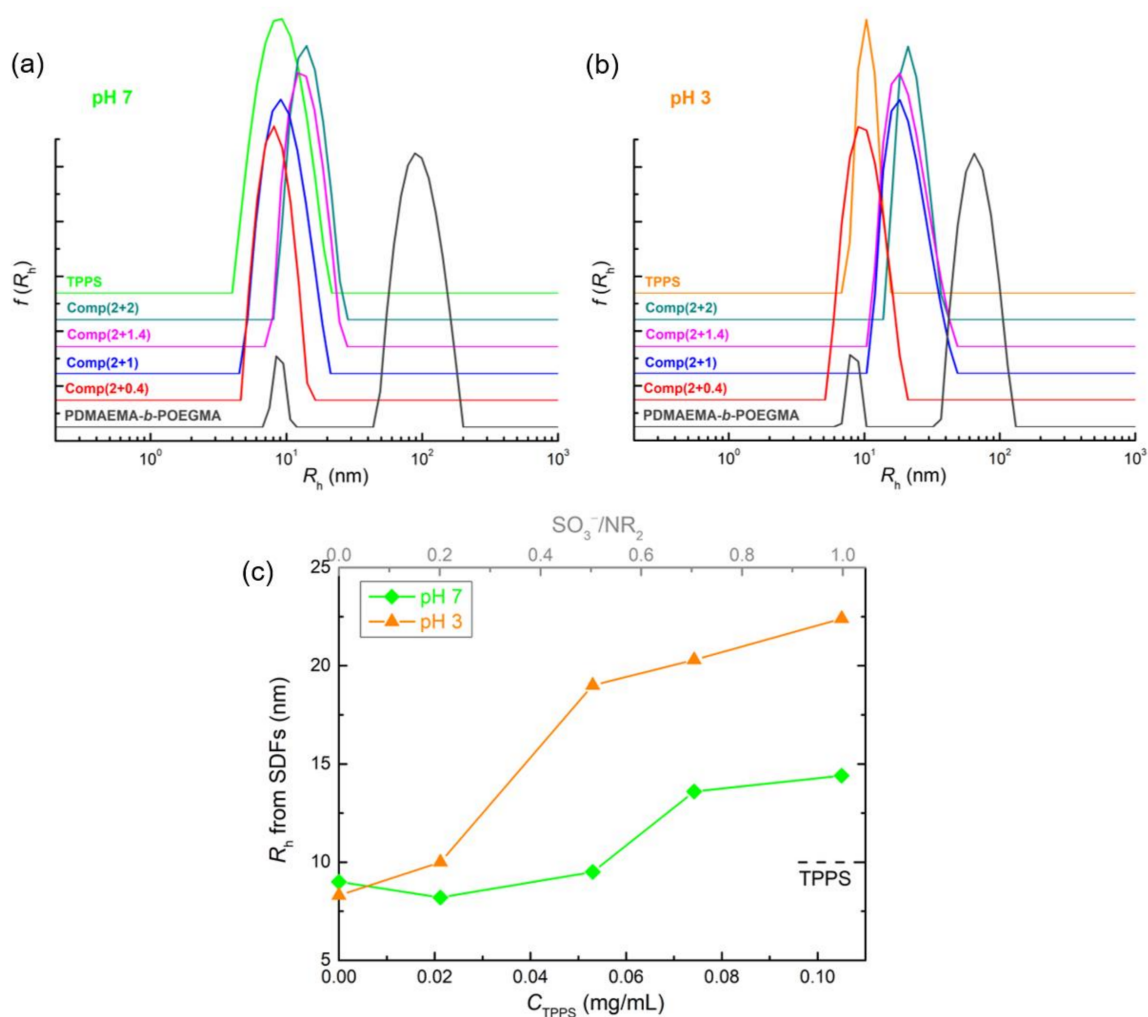 (a)
pH 7
f (Rₕ)
TPPS
Comp(2+2)
Comp(2+1.4)
Comp(2+1)
Comp(2+0.4)
PDMAEMA-b-POEGMA
10⁰ 10¹ 10² 10³
Rₕ (nm)
(b)
pH 3
f (Rₕ)
TPPS
Comp(2+2)
Comp(2+1.4)
Comp(2+1)
Comp(2+0.4)
PDMAEMA-b-POEGMA
10⁰ 10¹ 10² 10³
Rₕ (nm)
(c)
SO₃⁻/NR₂
0.0 0.2 0.4 0.6 0.8 1.0
pH 7
pH 3
25
20
15
10
5
Rₕ from SDFs (nm)
TPPS
0.00 0.02 0.04 0.06 0.08 0.10
C_TPPS (mg/mL)